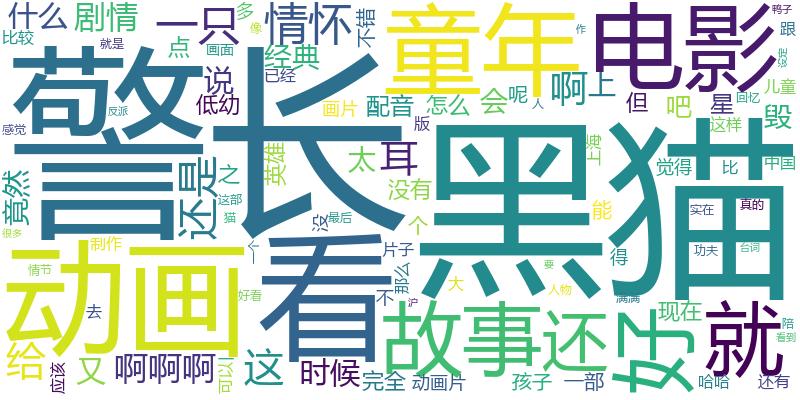 什么
剧情
一只
情怀
不错
多
像
童年
电影
鸭子
跟
作
比较
就是
点
画面
经典
已经
说
低幼
警长
黑猫
反派
感觉
画片
配音
怎么
会
呢
人
啊
上
但
吧
星
回忆
儿童
毁
这样
中国
觉得
比
上海
版
耳
太
英雄
没有
个
能
竟然
还是
之
这部
猫
没
最后
很多
动画
制作
看
片子
那么
不
一个
情节
好看
去
大
要
人物
得
实在
真的
功夫
台词
满满
沪
故事
还
好
现在
就
陪
看到
给
又
应该
啊啊啊
可以
这
时候
完全
动画片
孩子
一部
哈哈
还有